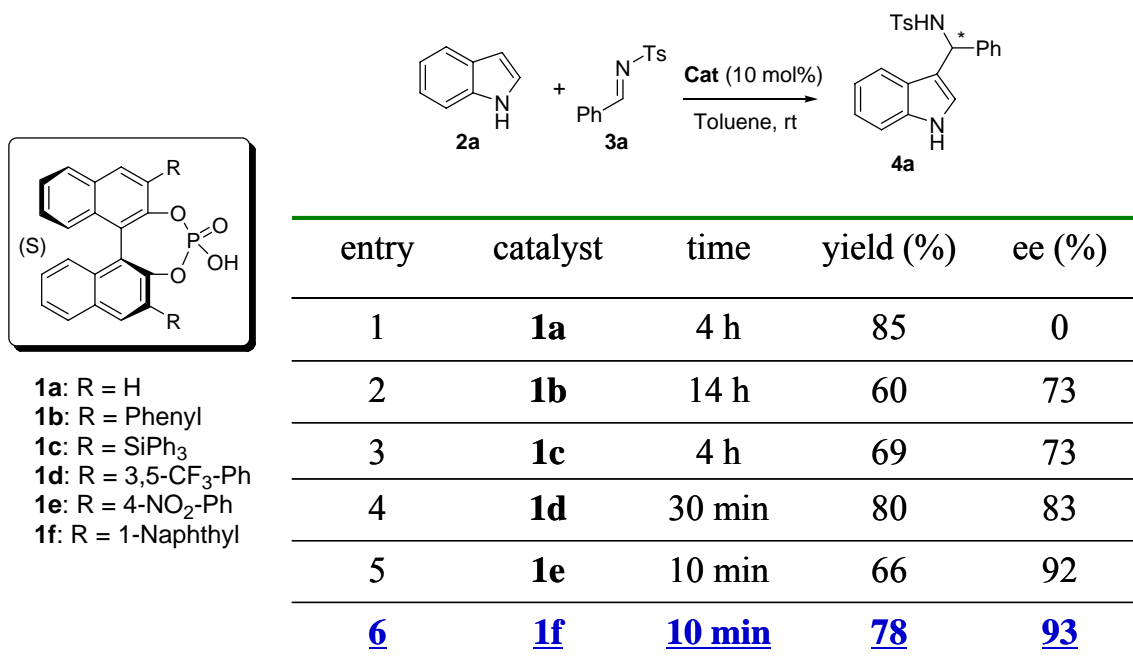 TsHN
*
Ph
Ts
N
Cat (10 mol%)
+
N
H
Ph
Toluene, rt
N
H
2a
3a
4a
R
O
O
P
(S)
OH
O
R
1a: R = H
1b: R = Phenyl
1c: R = SiPh₃
1d: R = 3,5-CF₃-Ph
1e: R = 4-NO₂-Ph
1f: R = 1-Naphthyl
entry catalyst time yield (%) ee (%)
1 1a 4 h 85 0
2 1b 14 h 60 73
3 1c 4 h 69 73
4 1d 30 min 80 83
5 1e 10 min 66 92
6 1f 10 min 78 93